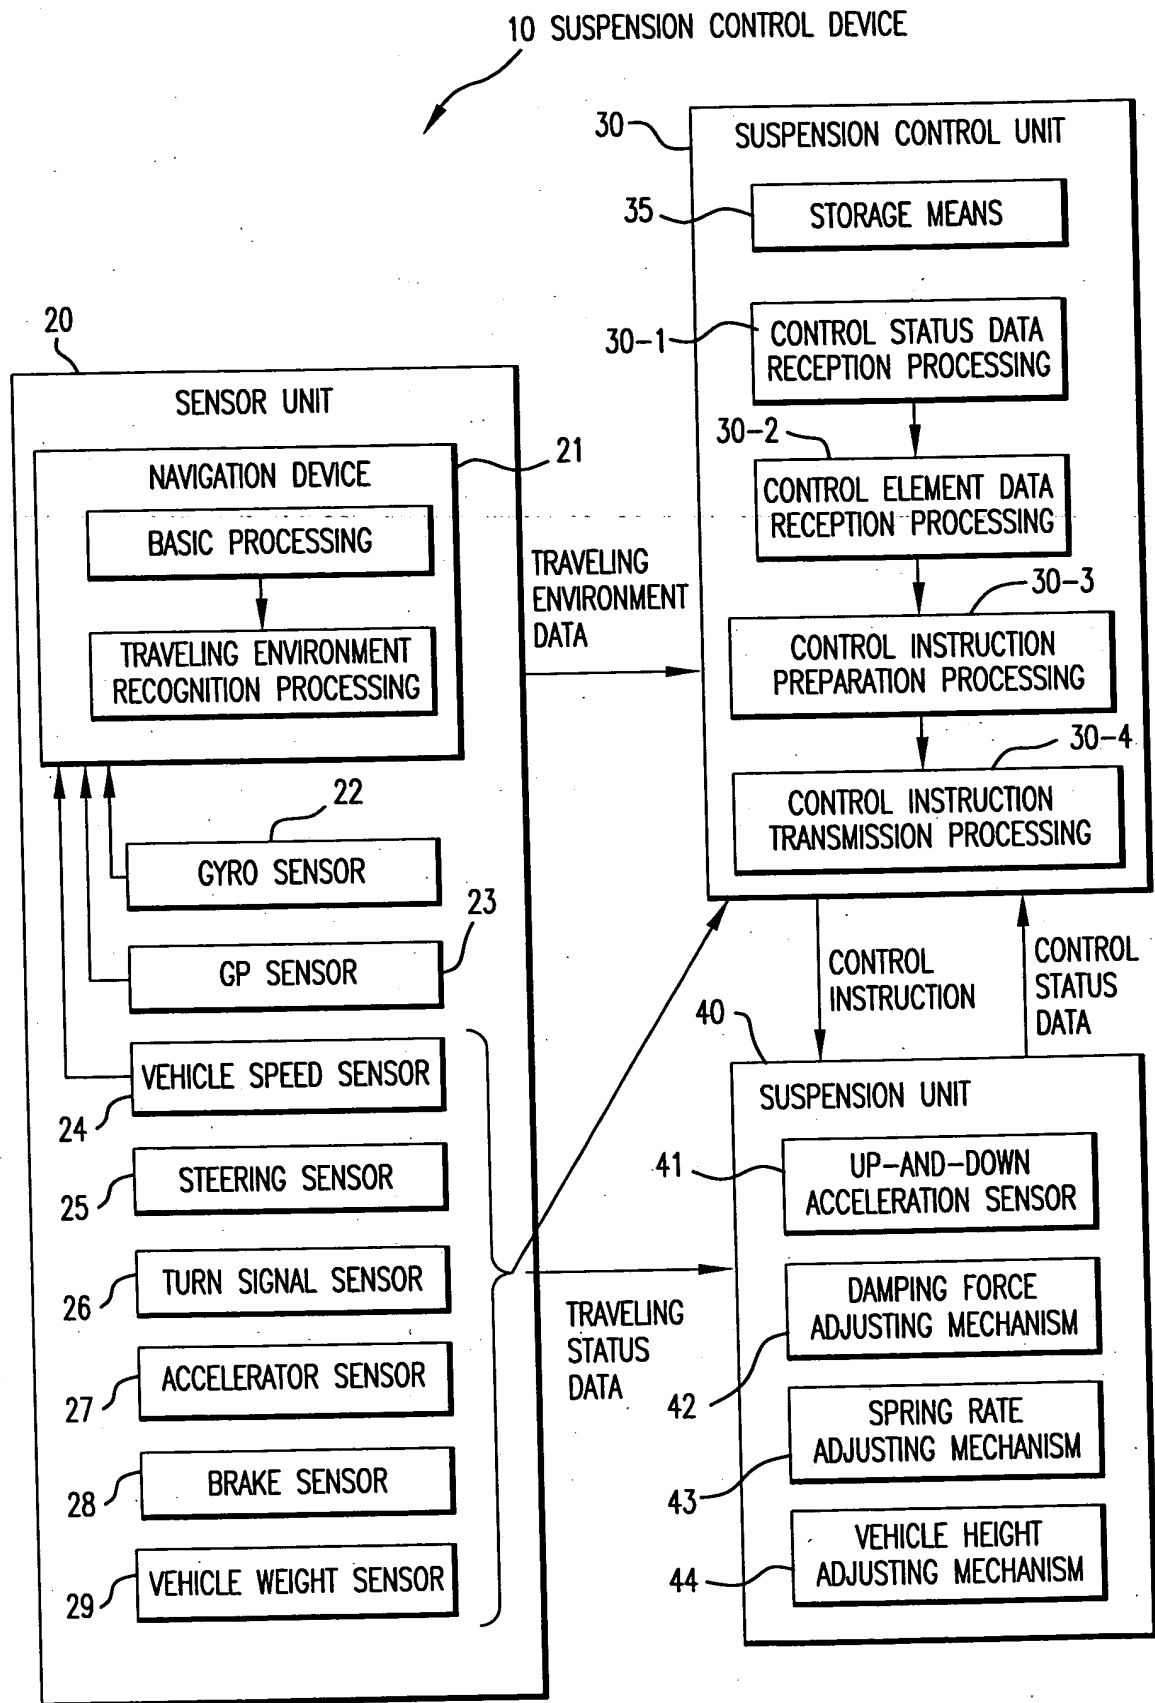 10 SUSPENSION CONTROL DEVICE
30
SUSPENSION CONTROL UNIT
35
STORAGE MEANS
30-1
CONTROL STATUS DATA
RECEPTION PROCESSING
30-2
CONTROL ELEMENT DATA
RECEPTION PROCESSING
30-3
CONTROL INSTRUCTION
PREPARATION PROCESSING
30-4
CONTROL INSTRUCTION
TRANSMISSION PROCESSING
20
SENSOR UNIT
21
NAVIGATION DEVICE
BASIC PROCESSING
TRAVELING ENVIRONMENT
RECOGNITION PROCESSING
TRAVELING
ENVIRONMENT
DATA
22
GYRO SENSOR
23
GP SENSOR
VEHICLE SPEED SENSOR
24
STEERING SENSOR
25
TURN SIGNAL SENSOR
26
ACCELERATOR SENSOR
27
BRAKE SENSOR
28
VEHICLE WEIGHT SENSOR
29
CONTROL
INSTRUCTION
CONTROL
STATUS
DATA
TRAVELING
STATUS
DATA
40
SUSPENSION UNIT
41
UP-AND-DOWN
ACCELERATION SENSOR
DAMPING FORCE
ADJUSTING MECHANISM
42
SPRING RATE
ADJUSTING MECHANISM
43
VEHICLE HEIGHT
ADJUSTING MECHANISM
44